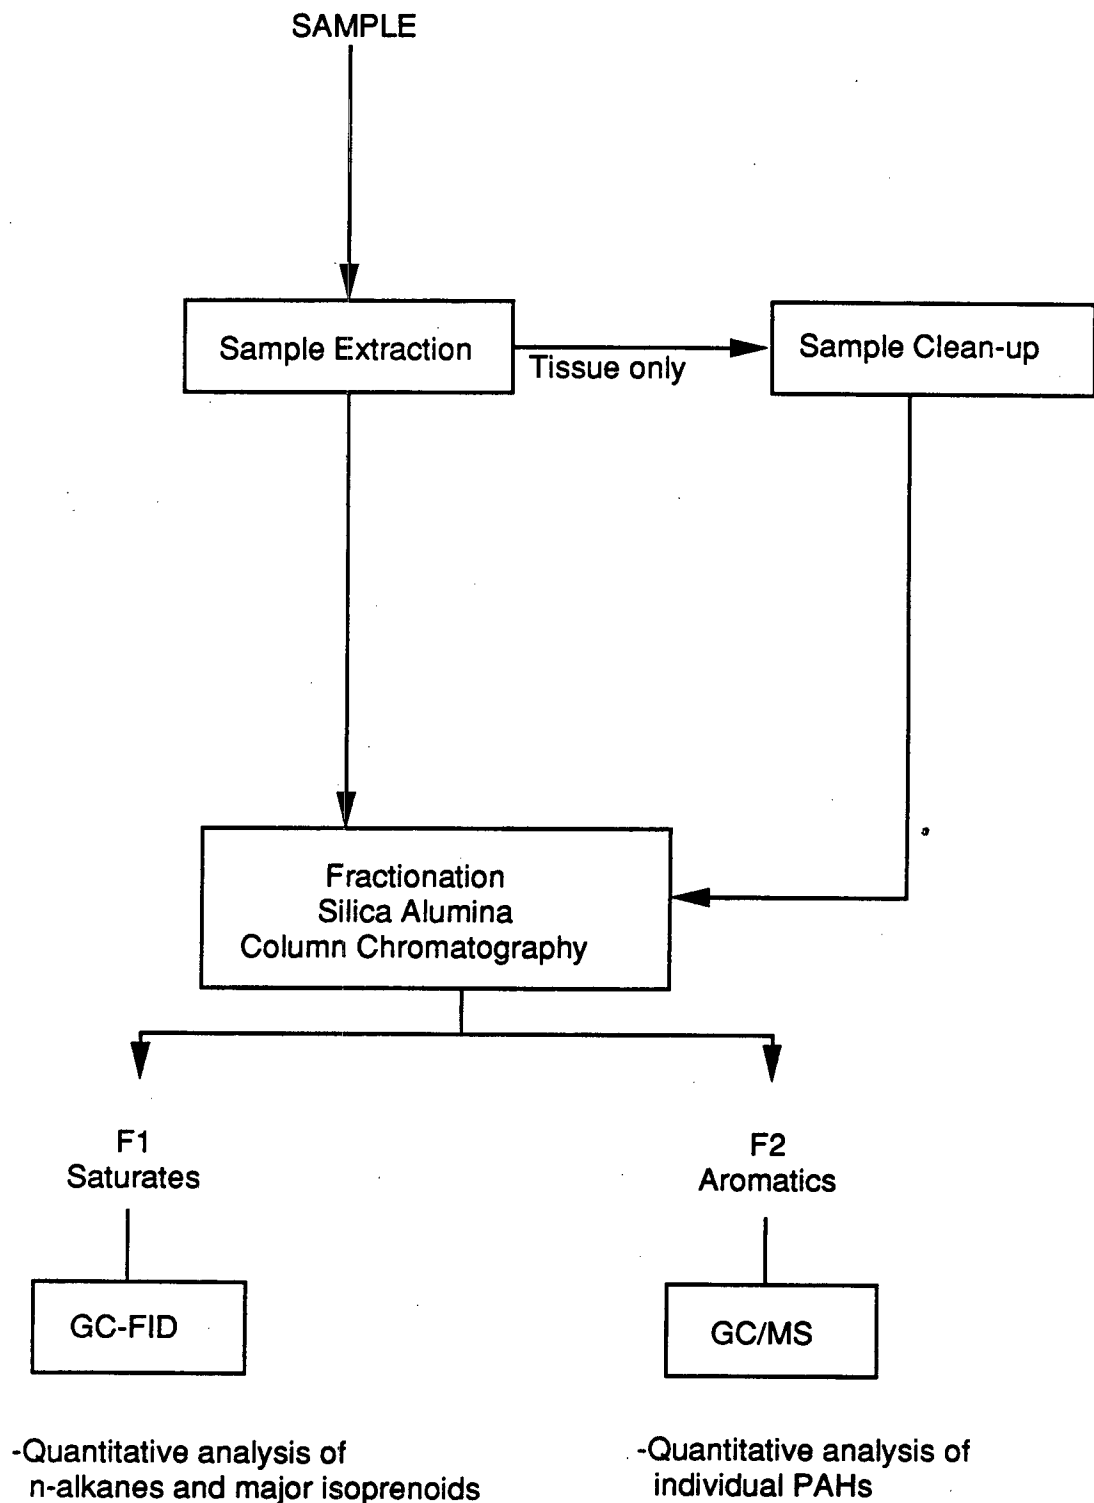 SAMPLE
Sample Extraction
Tissue only
Sample Clean-up
Fractionation
Silica Alumina
Column Chromatography
F1
Saturates
F2
Aromatics
GC-FID
GC/MS
-Quantitative analysis of
n-alkanes and major isoprenoids
-Quantitative analysis of
individual PAHs